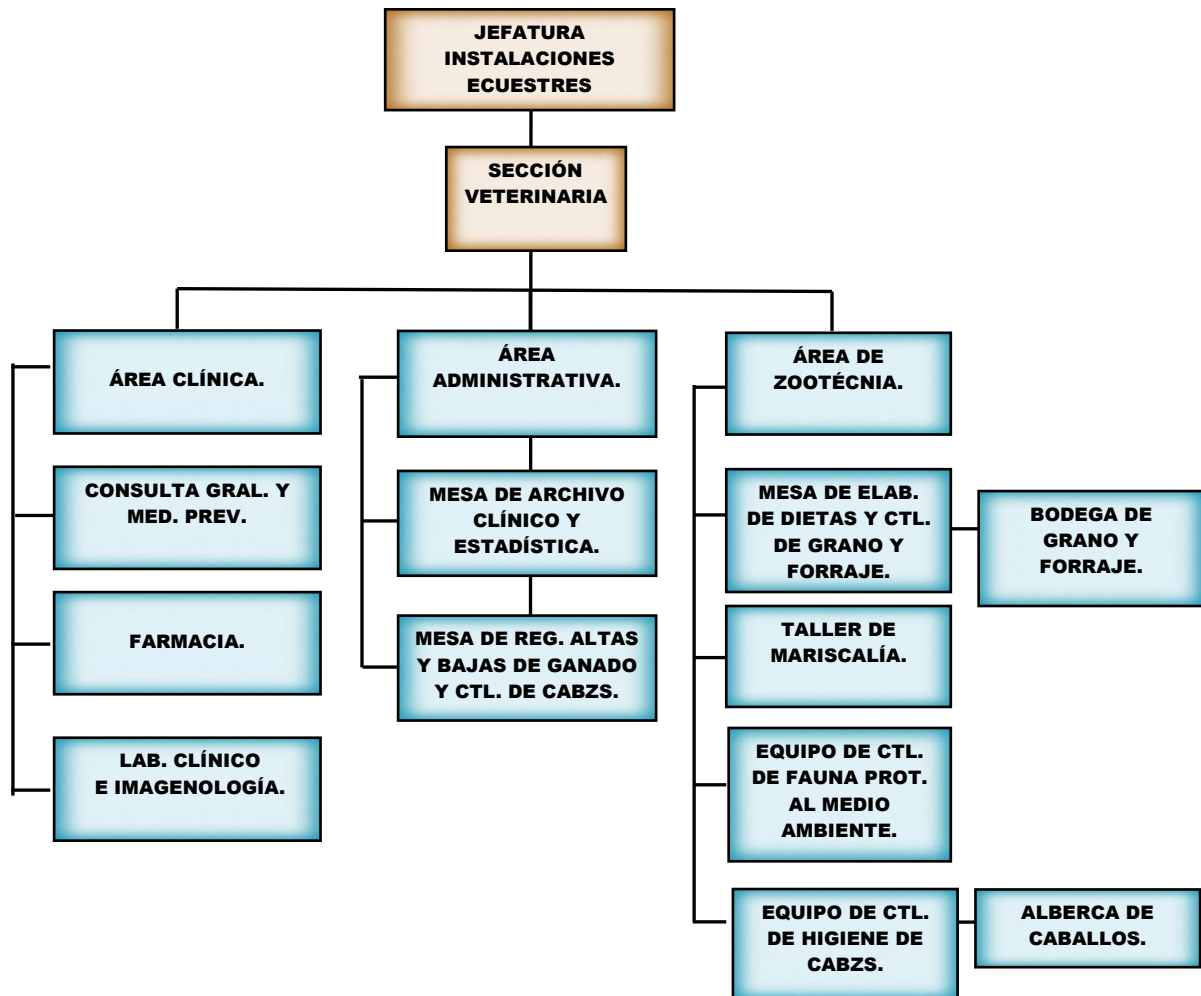 JEFATURA
INSTALACIONES
ECUESTRES
SECCIÓN
VETERINARIA
ÁREA CLÍNICA.
CONSULTA GRAL. Y
MED. PREV.
FARMACIA.
LAB. CLÍNICO
E IMAGENOLOGÍA.
ÁREA
ADMINISTRATIVA.
MESA DE ARCHIVO
CLÍNICO Y
ESTADÍSTICA.
MESA DE REG. ALTAS
Y BAJAS DE GANADO
Y CTL. DE CABZS.
ÁREA DE
ZOOTÉCNIA.
MESA DE ELAB.
DE DIETAS Y CTL.
DE GRANO Y
FORRAJE.
BODEGA DE
GRANO Y
FORRAJE.
TALLER DE
MARISCALÍA.
EQUIPO DE CTL.
DE FAUNA PROT.
AL MEDIO
AMBIENTE.
EQUIPO DE CTL.
DE HIGIENE DE
CABZS.
ALBERCA DE
CABALLOS.